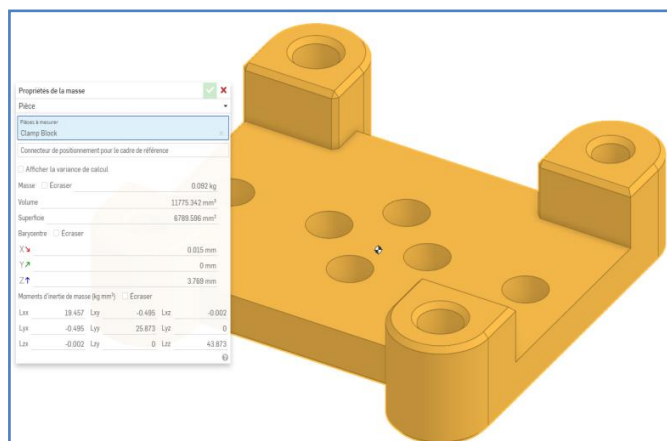 Propriétés de la masse
Pièce
Pièces à mesurer
Clamp Block
Connecteur de positionnement pour le cadre de référence
Afficher la variance de calcul
Masse Écraser 0.092 kg
Volume 11775.342 mm³
Superficie 6789.596 mm²
Barycentre Écraser
X 0.015 mm
Y 0 mm
Z 3.769 mm
Moments d'inertie de masse (kg mm²) Écraser
Lxx 19.457 Lxy -0.495 Lxz -0.002
Lyx -0.495 Lyy 25.873 Lyz 0
Lzx -0.002 Lzy 0 Lzz 43.873